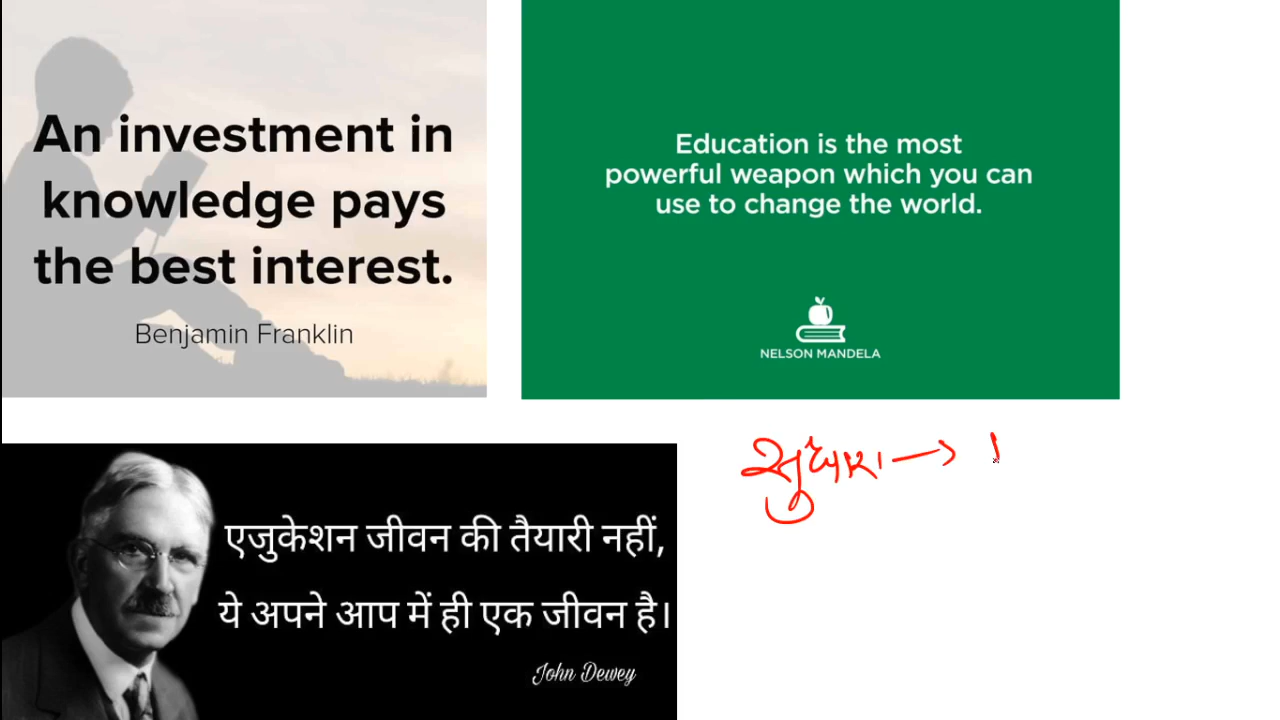 An investment in
knowledge pays
the best interest.
Benjamin Franklin
Education is the most
powerful weapon which you can
use to change the world.
NELSON MANDELA
एजुकेशन जीवन की तैयारी नहीं,
ये अपने आप में ही एक जीवन है।
John Dewey